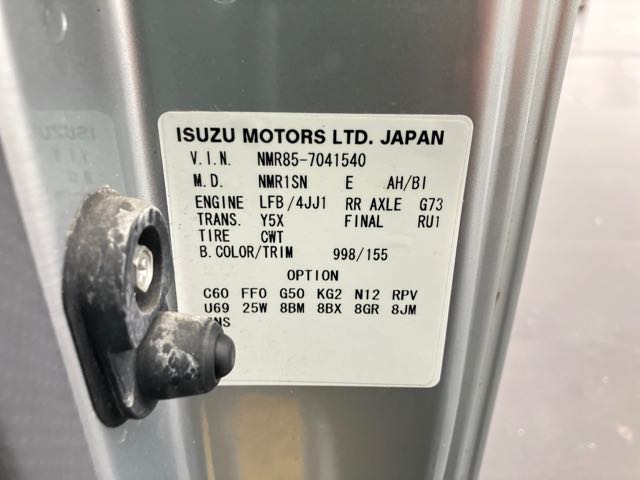 ISUZU MOTORS LTD. JAPAN
V.I.N. NMR85-7041540
M.D. NMR1SN E AH/BI
ENGINE LFB/4JJ1 RR AXLE G73
TRANS. Y5X FINAL RU1
TIRE CWT
B.COLOR/TRIM 998/155
OPTION
C60 FF0 G50 KG2 N12 RPV
U69 25W 8BM 8BX 8GR 8JM